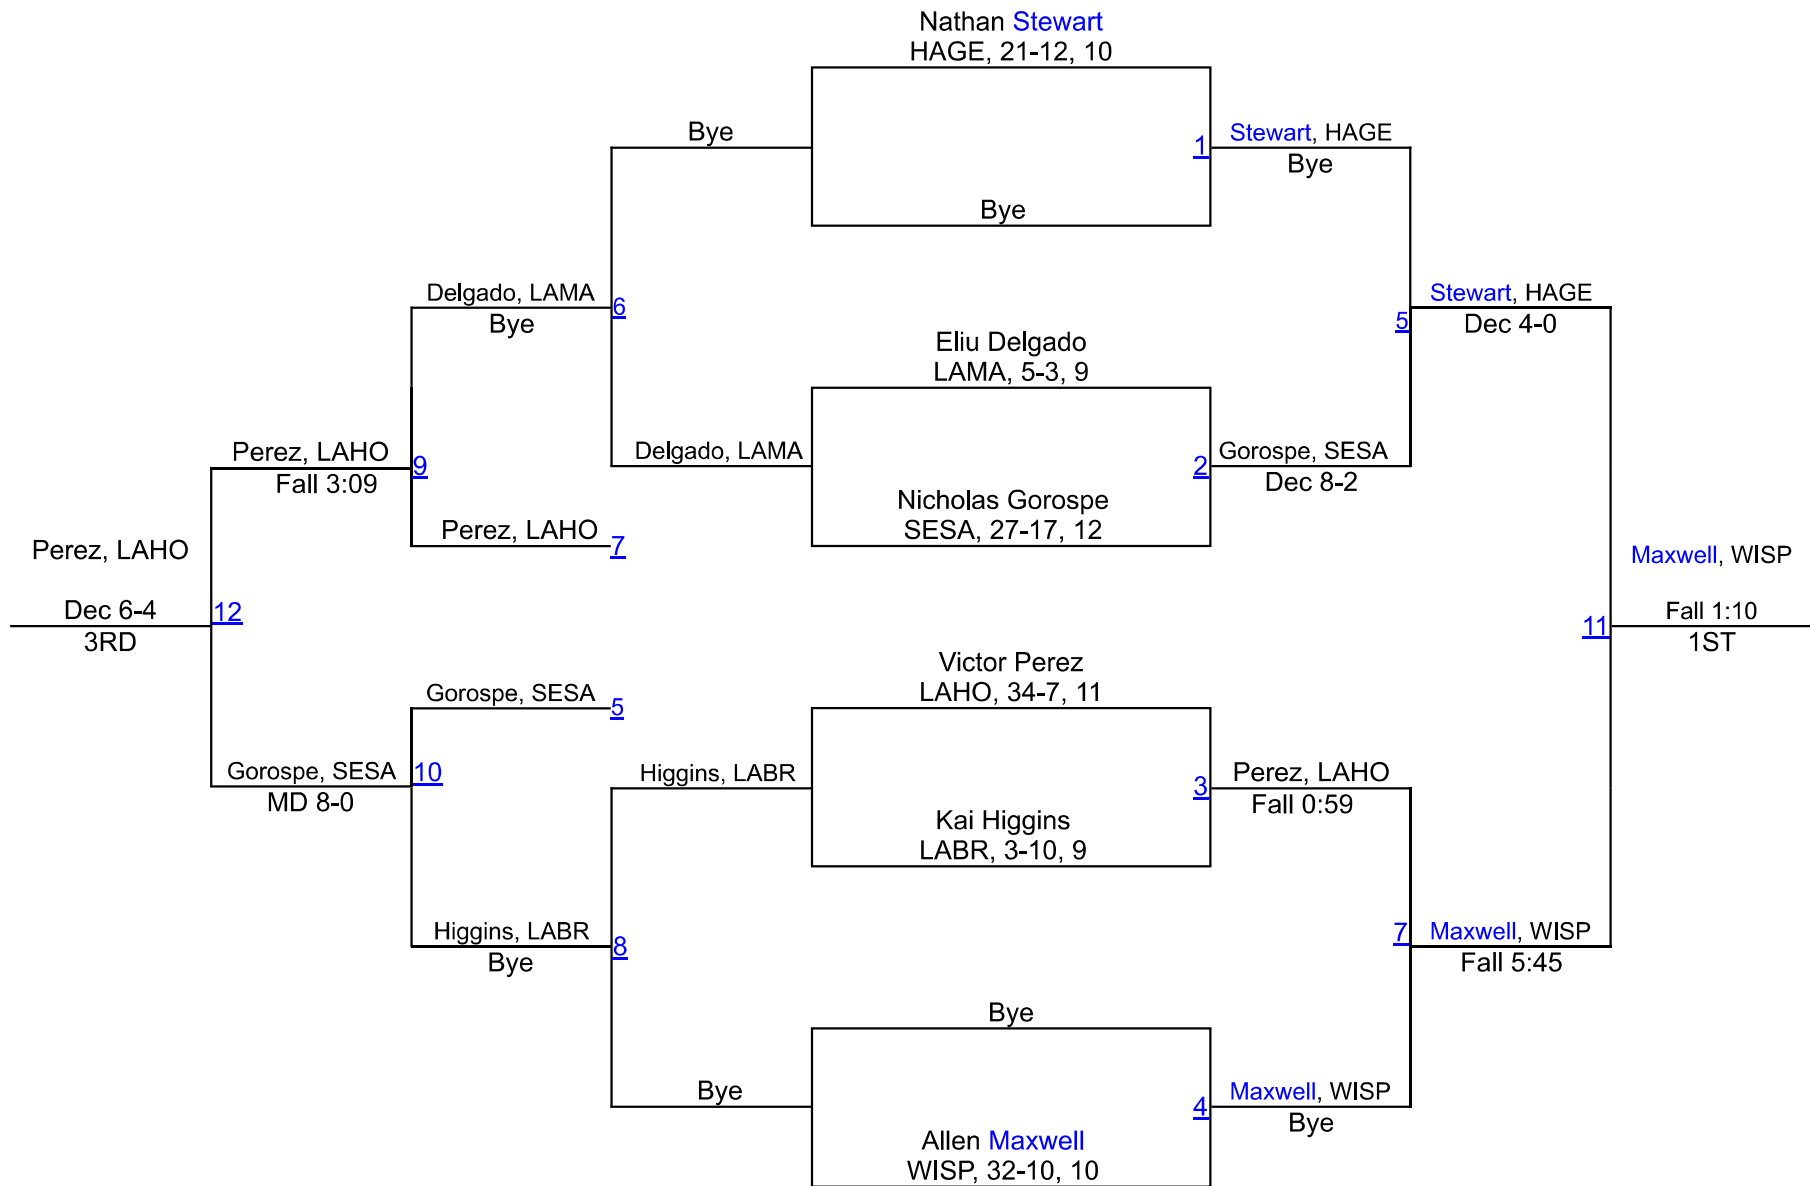 Nathan Stewart
HAGE, 21-12, 10
Bye
1
Stewart, HAGE
Bye
Bye
Delgado, LAMA
Bye
6
Stewart, HAGE
Dec 4-0
5
Eliu Delgado
LAMA, 5-3, 9
Perez, LAHO
Fall 3:09
9
Delgado, LAMA
2
Gorospe, SESA
Dec 8-2
Nicholas Gorospe
SESA, 27-17, 12
Perez, LAHO
7
Perez, LAHO
Dec 6-4
3RD
12
Maxwell, WISP
Fall 1:10
1ST
11
Victor Perez
LAHO, 34-7, 11
Gorospe, SESA
5
Gorospe, SESA
MD 8-0
10
Higgins, LABR
3
Perez, LAHO
Fall 0:59
Kai Higgins
LABR, 3-10, 9
Higgins, LABR
Bye
8
7
Maxwell, WISP
Fall 5:45
Bye
Bye
4
Maxwell, WISP
Bye
Allen Maxwell
WISP, 32-10, 10